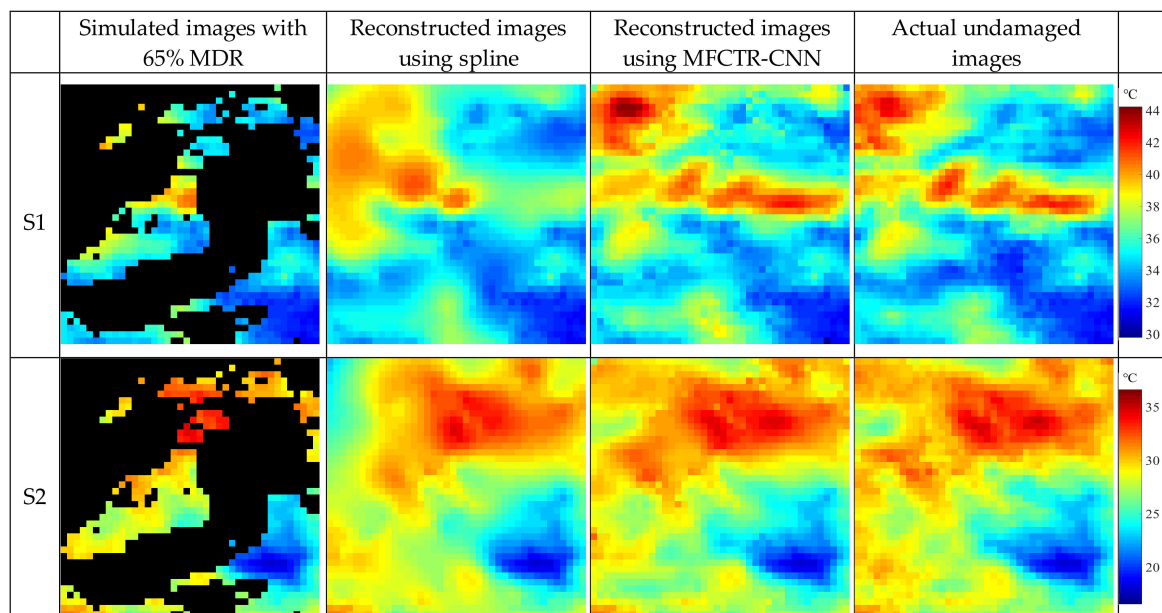 Simulated images with
65% MDR
Reconstructed images
using spline
Reconstructed images
using MFCTR-CNN
Actual undamaged
images
S1
°C
44
42
40
38
36
34
32
30
S2
°C
35
30
25
20